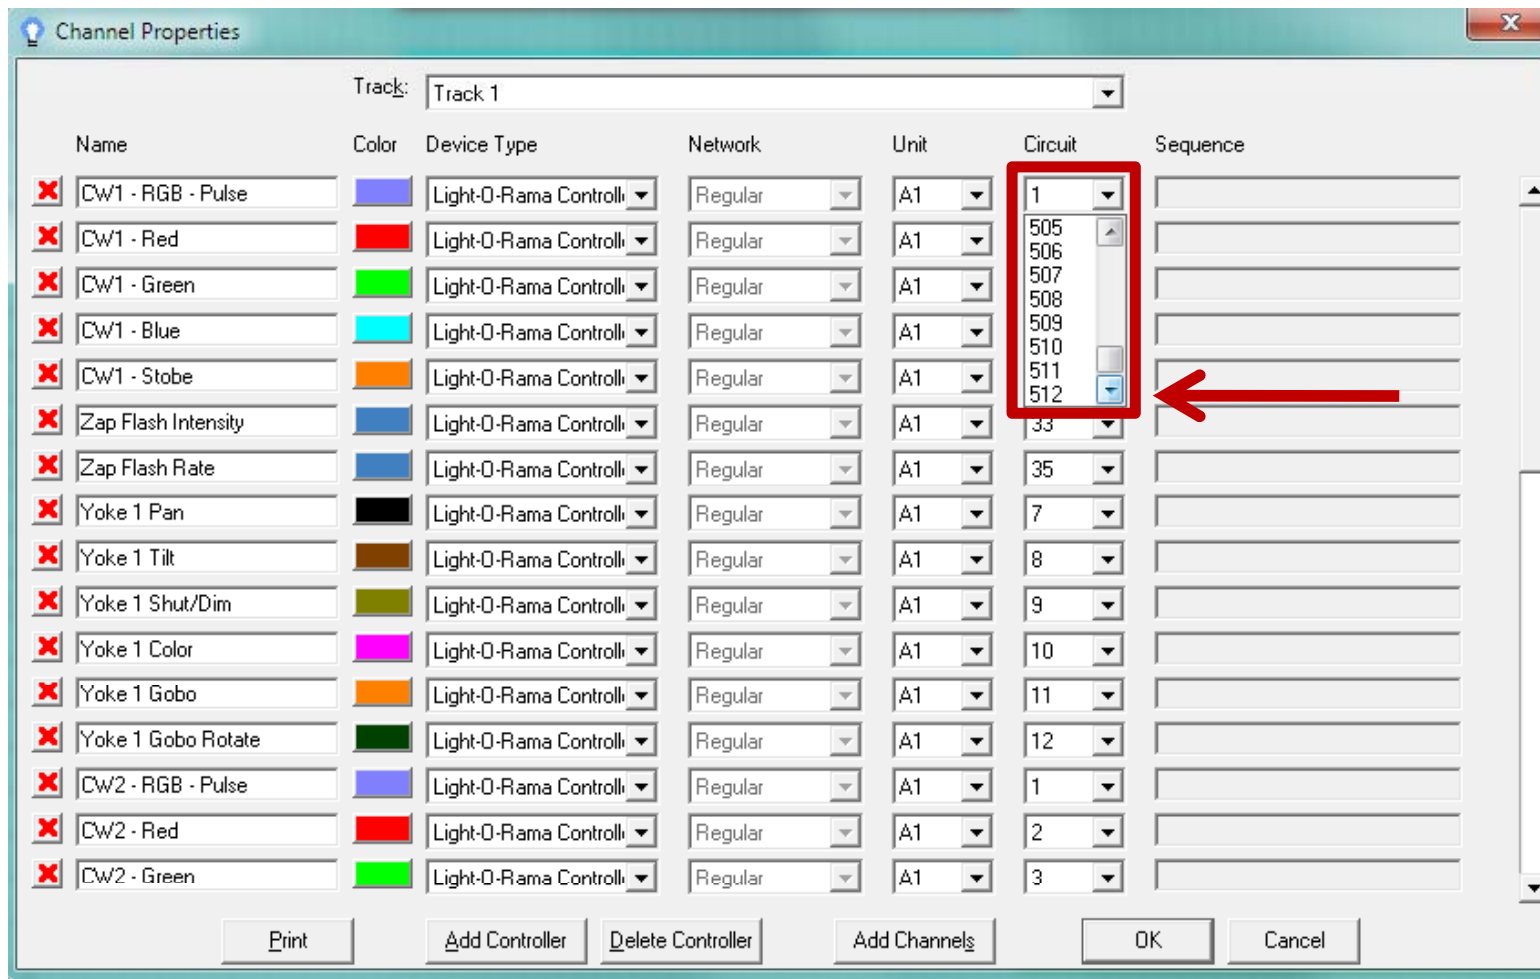 Channel Properties
Track: Track 1
Name Color Device Type Network Unit Circuit Sequence
CW1 - RGB - Pulse Light-O-Rama Controll Regular A1 1
505
CW1 - Red Light-O-Rama Controll Regular A1
506
507
CW1 - Green Light-O-Rama Controll Regular A1
508
509
CW1 - Blue Light-O-Rama Controll Regular A1
510
511
CW1 - Stobe Light-O-Rama Controll Regular A1
512
Zap Flash Intensity Light-O-Rama Controll Regular A1 33
Zap Flash Rate Light-O-Rama Controll Regular A1 35
Yoke 1 Pan Light-O-Rama Controll Regular A1 7
Yoke 1 Tilt Light-O-Rama Controll Regular A1 8
Yoke 1 Shut/Dim Light-O-Rama Controll Regular A1 9
Yoke 1 Color Light-O-Rama Controll Regular A1 10
Yoke 1 Gobo Light-O-Rama Controll Regular A1 11
Yoke 1 Gobo Rotate Light-O-Rama Controll Regular A1 12
CW2 - RGB - Pulse Light-O-Rama Controll Regular A1 1
CW2 - Red Light-O-Rama Controll Regular A1 2
CW2 - Green Light-O-Rama Controll Regular A1 3
Print Add Controller Delete Controller Add Channels OK Cancel